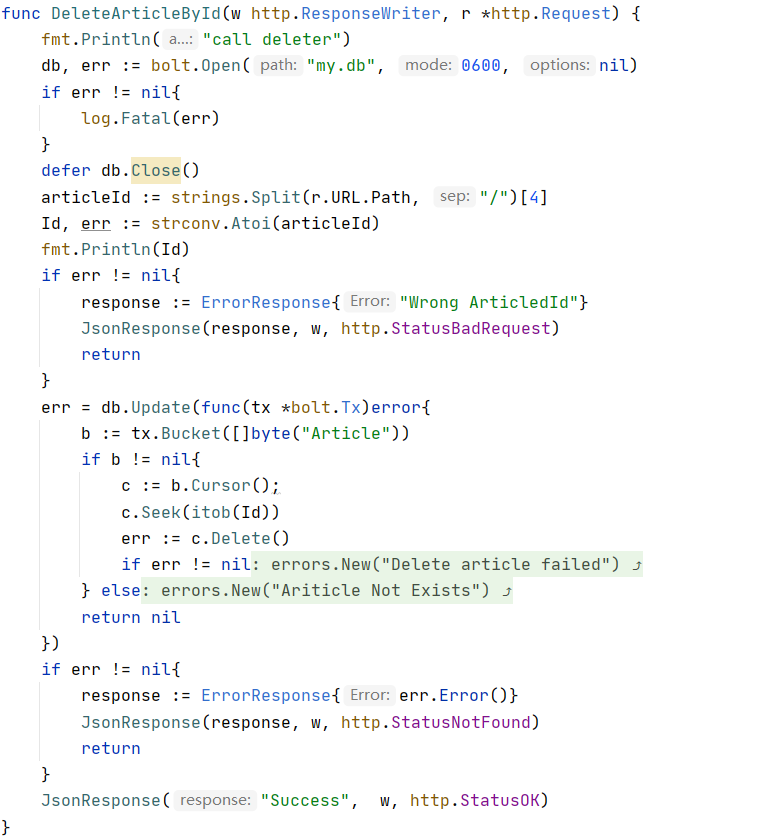 func DeleteArticleById(w http.ResponseWriter, r *http.Request) {
    fmt.Println( a...: "call deleter")
    db, err := bolt.Open( path: "my.db",  mode: 0600,  options: nil)
    if err != nil{
        log.Fatal(err)
    }
    defer db.Close()
    articleId := strings.Split(r.URL.Path,  sep: "/")[4]
    Id, err := strconv.Atoi(articleId)
    fmt.Println(Id)
    if err != nil{
        response := ErrorResponse{ Error: "Wrong ArticledId"}
        JsonResponse(response, w, http.StatusBadRequest)
        return
    }
    err = db.Update(func(tx *bolt.Tx)error{
        b := tx.Bucket([]byte("Article"))
        if b != nil{
            c := b.Cursor();
            c.Seek(itob(Id))
            err := c.Delete()
            if err != nil: errors.New("Delete article failed") ⤴
        } else: errors.New("Ariticle Not Exists") ⤴
        return nil
    })
    if err != nil{
        response := ErrorResponse{ Error: err.Error()}
        JsonResponse(response, w, http.StatusNotFound)
        return
    }
    JsonResponse( response: "Success",  w, http.StatusOK)
}